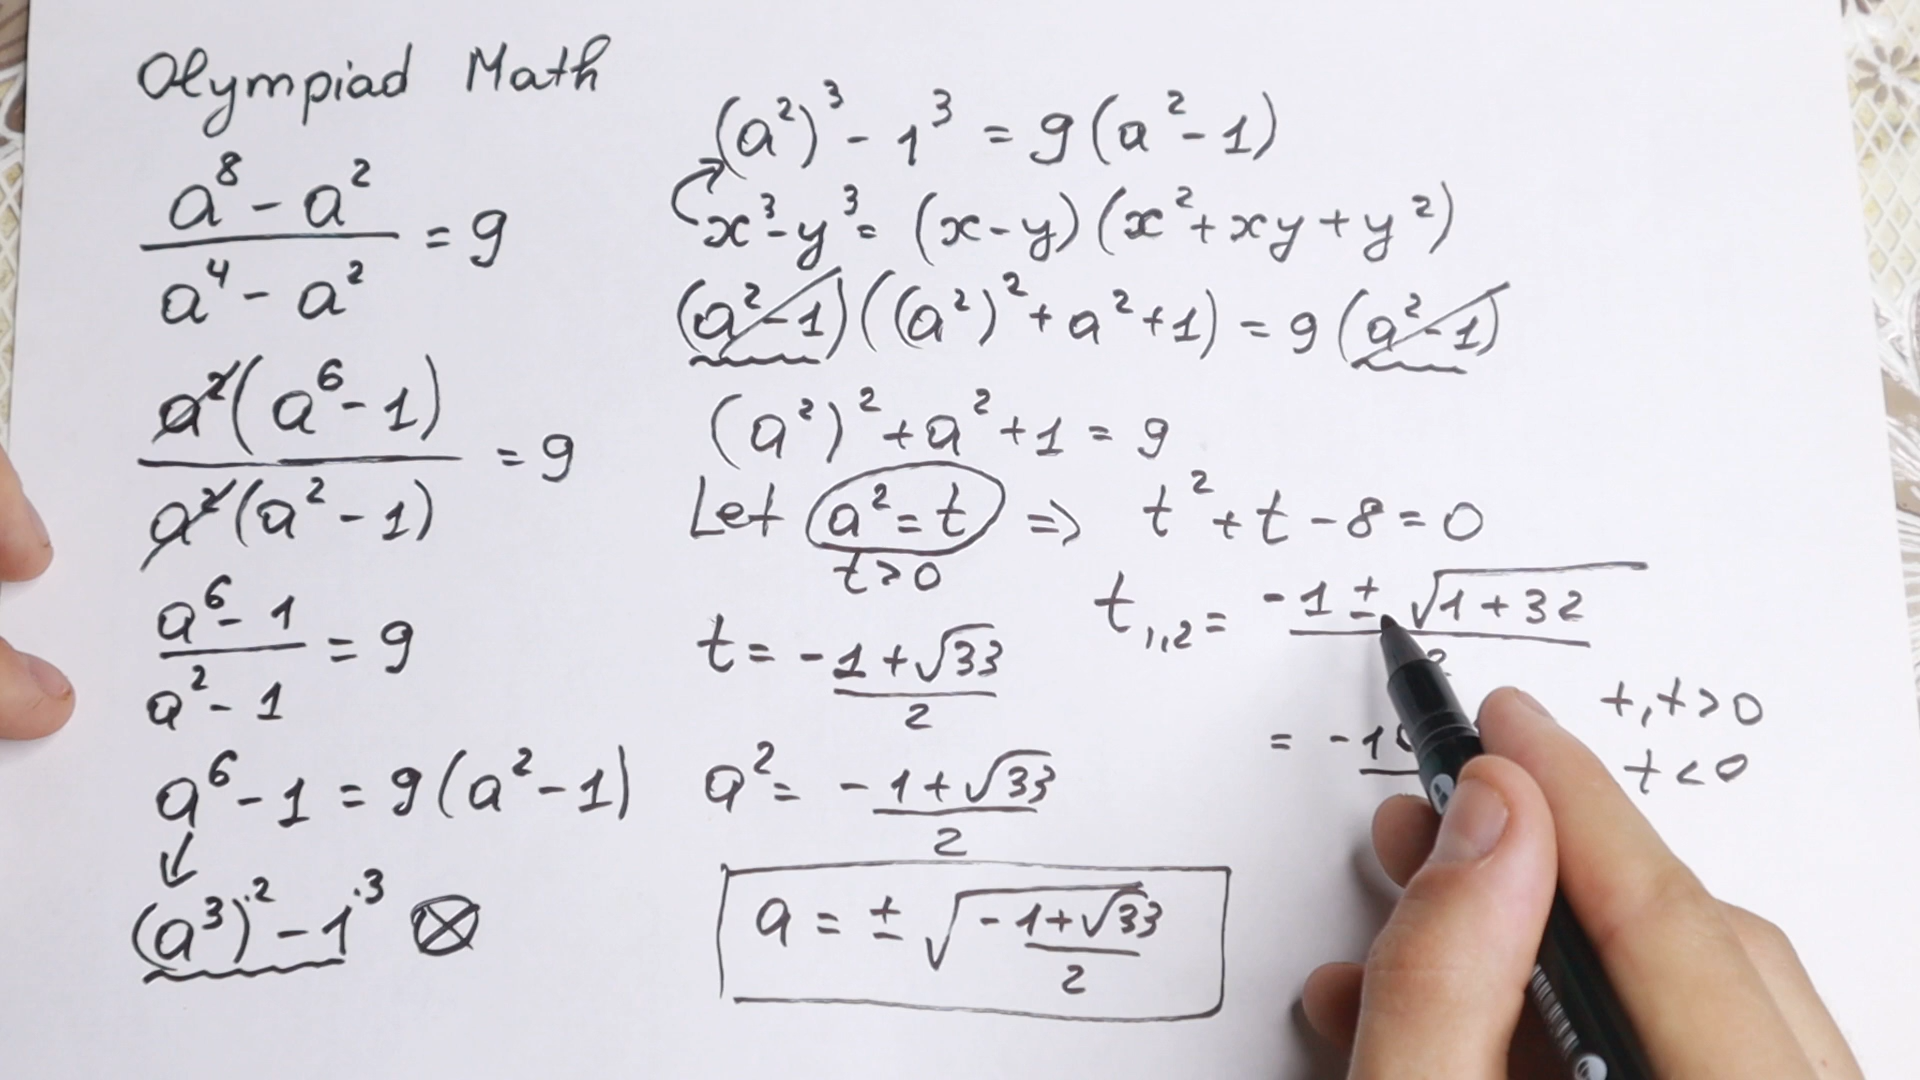 Olympiad Math
a⁸ - a² / a⁴ - a² = 9
a²(a⁶ - 1) / a²(a² - 1) = 9
a⁶ - 1 / a² - 1 = 9
a⁶ - 1 = 9(a² - 1)
(a³)² - 1³ ⊗
(a²)³ - 1³ = 9(a² - 1)
x³ - y³ = (x - y)(x² + xy + y²)
(a² - 1)((a²)² + a² + 1) = 9(a² - 1)
(a²)² + a² + 1 = 9
Let a² = t => t² + t - 8 = 0
t > 0
t₁,₂ = -1 ± √1 + 32 / 2
t = -1 + √33 / 2
= -1
t, t > 0
t < 0
a² = -1 + √33 / 2
a = ± √-1 + √33 / 2